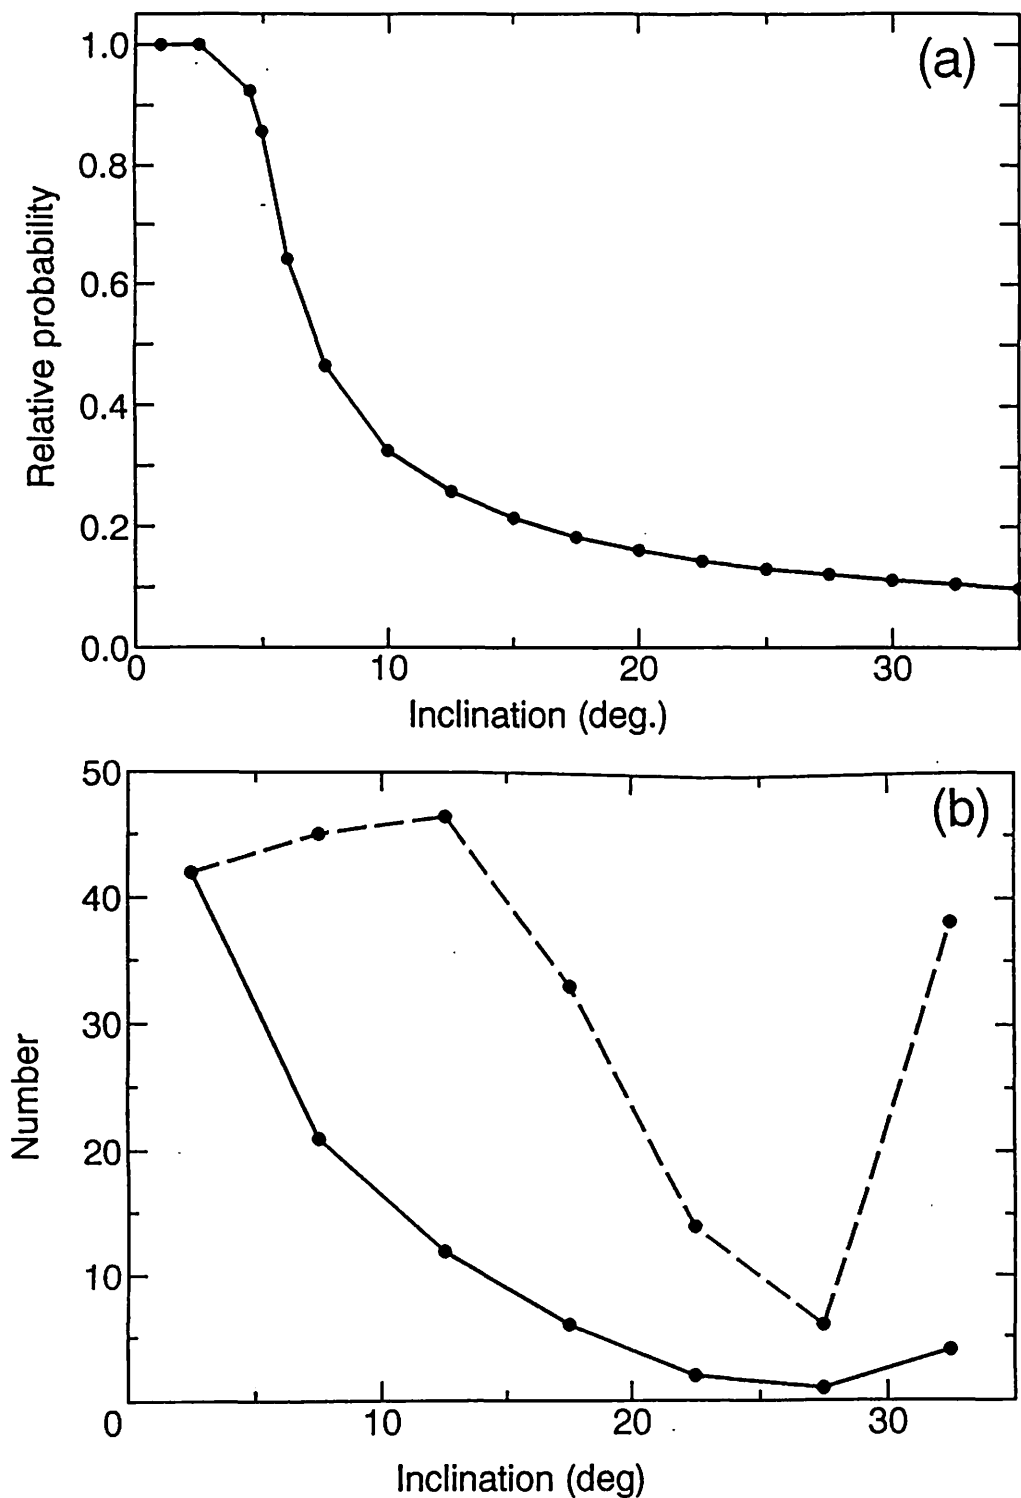 (a)
1.0
0.8
0.6
0.4
0.2
0.0
Relative probability
0 10 20 30
Inclination (deg.)
(b)
50
40
30
20
10
0
Number
10 20 30
Inclination (deg)